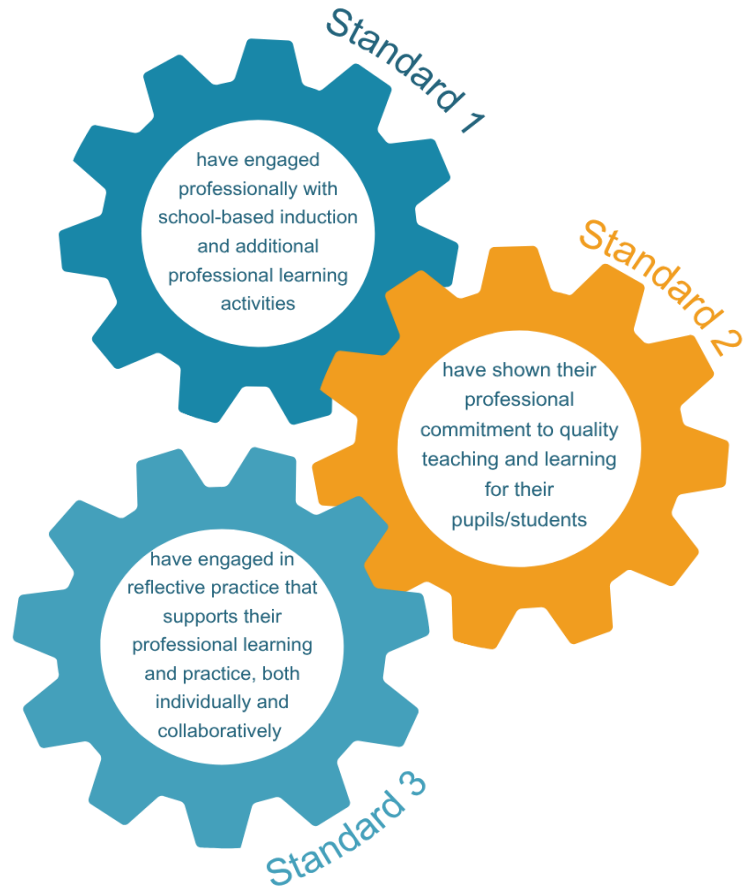 Standard 1
have engaged
professionally with
school-based induction
and additional
professional learning
activities
Standard 2
have shown their
professional
commitment to quality
teaching and learning
for their
pupils/students
have engaged in
reflective practice that
supports their
professional learning
and practice, both
individually and
collaboratively
Standard 3